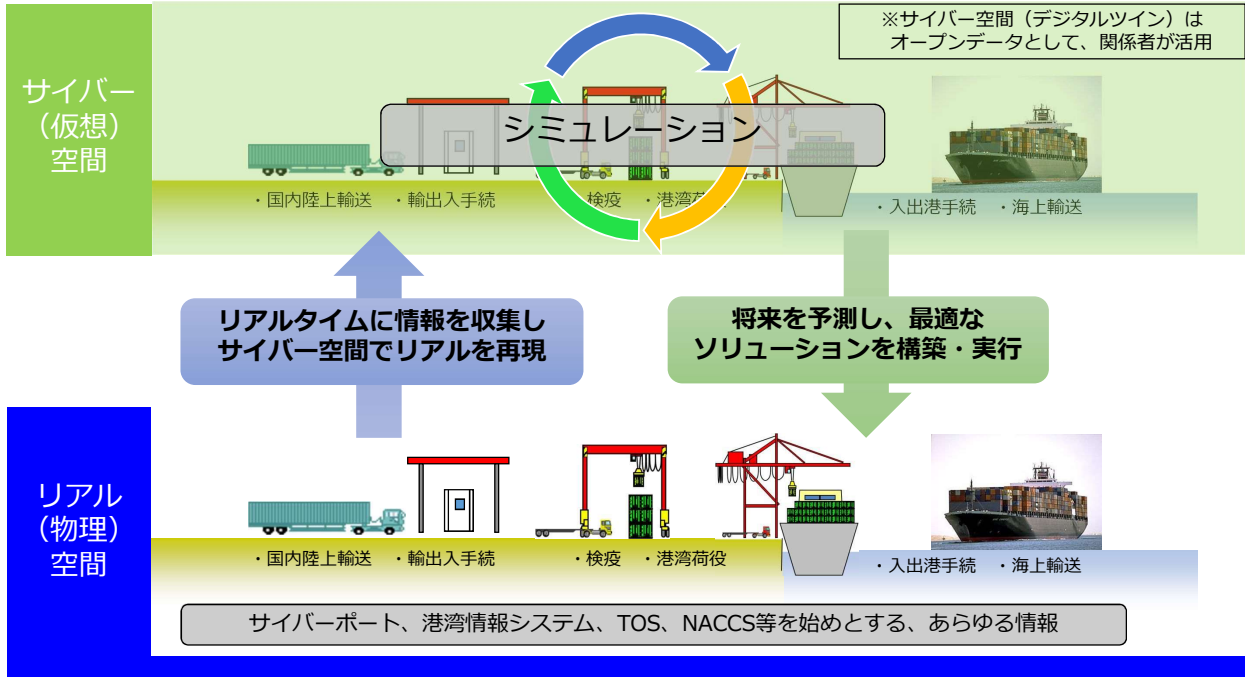 ※サイバー空間（デジタルツイン）は
オープンデータとして、関係者が活用
サイバー
（仮想）
空間
シミュレーション
・国内陸上輸送
・輸出入手続
検疫
・港湾荷役
・入出港手続
・海上輸送
リアルタイムに情報を収集し
サイバー空間でリアルを再現
将来を予測し、最適な
ソリューションを構築・実行
リアル
（物理）
空間
・国内陸上輸送
・輸出入手続
・検疫
・港湾荷役
・入出港手続
・海上輸送
サイバーポート、港湾情報システム、TOS、NACCS等を始めとする、あらゆる情報